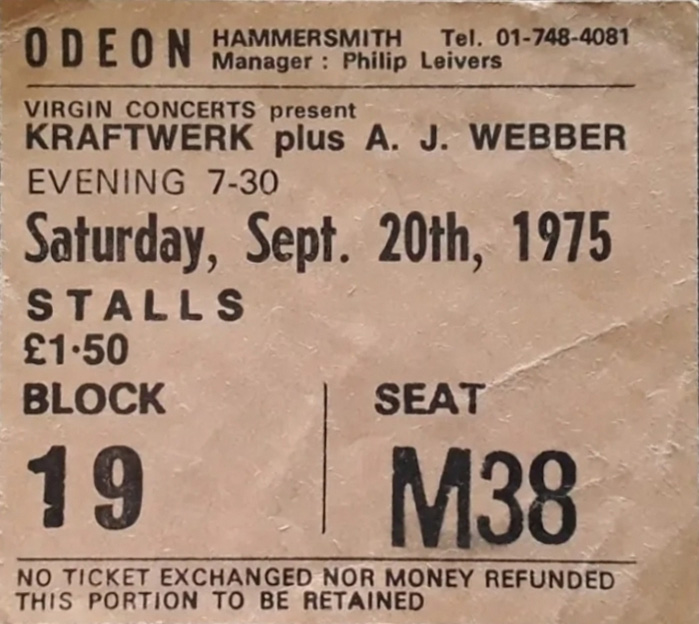 ODEON HAMMERSMITH Tel. 01-748-4081
Manager : Philip Leivers
VIRGIN CONCERTS present
KRAFTWERK plus A. J. WEBBER
EVENING 7-30
Saturday, Sept. 20th, 1975
STALLS
£1·50
BLOCK SEAT
19 M38
NO TICKET EXCHANGED NOR MONEY REFUNDED
THIS PORTION TO BE RETAINED